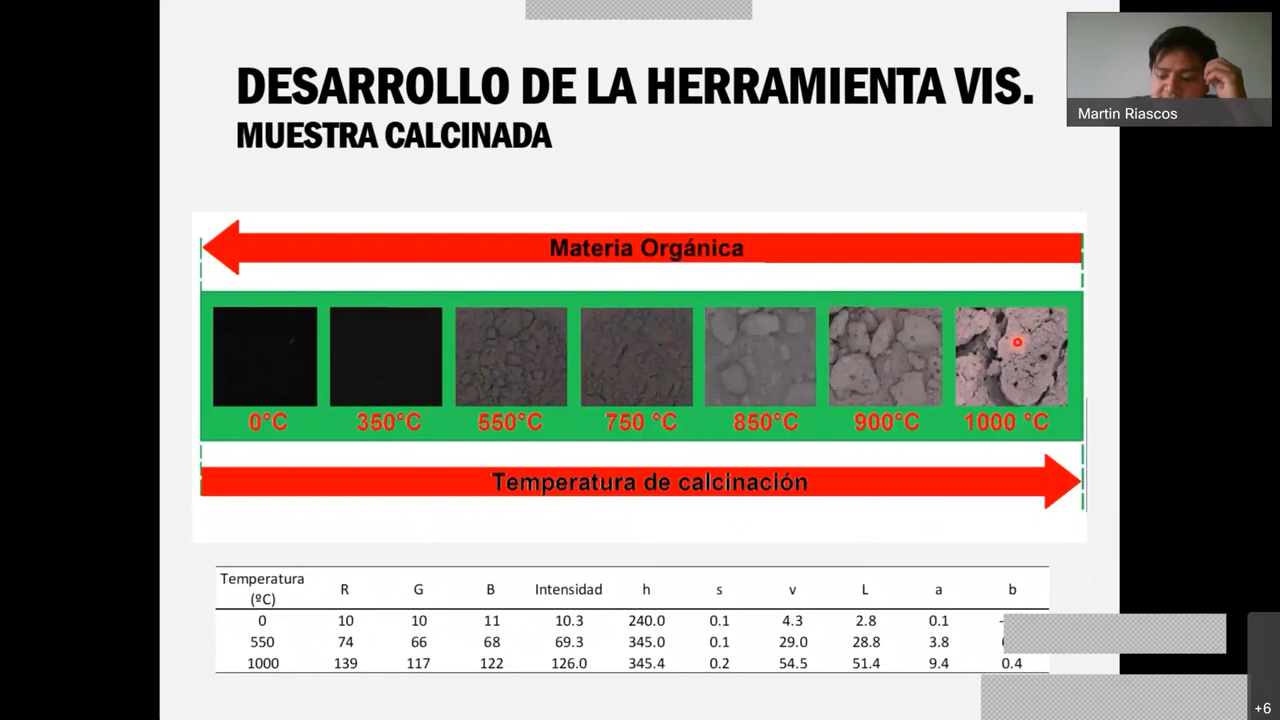 DESARROLLO DE LA HERRAMIENTA VIS.
MUESTRA CALCINADA
Martin Riascos
Materia Orgánica
0°C 350°C 550°C 750 °C 850°C 900°C 1000 °C
Temperatura de calcinación
Temperatura (ºC) R G B Intensidad h s v L a b
0 10 10 11 10.3 240.0 0.1 4.3 2.8 0.1
550 74 66 68 69.3 345.0 0.1 29.0 28.8 3.8
1000 139 117 122 126.0 345.4 0.2 54.5 51.4 9.4 0.4
+6